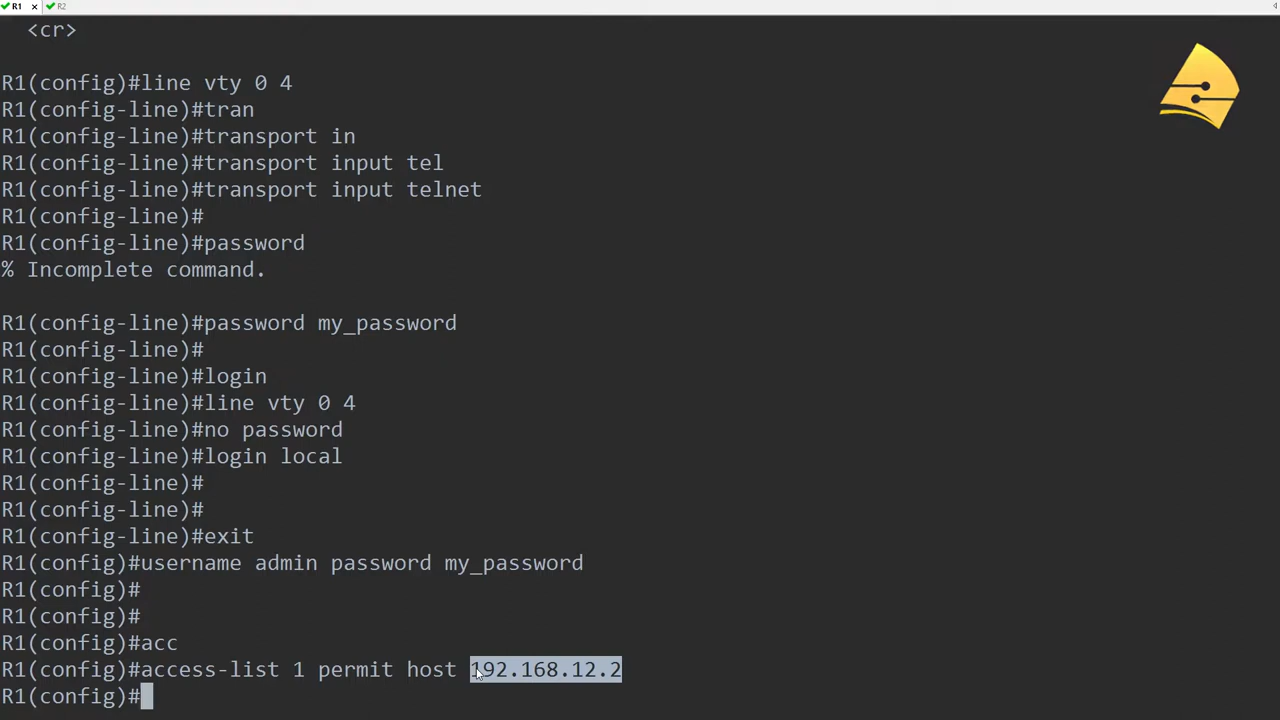 R1
R2
<cr>
R1(config)#line vty 0 4
R1(config-line)#tran
R1(config-line)#transport in
R1(config-line)#transport input tel
R1(config-line)#transport input telnet
R1(config-line)#
R1(config-line)#password
% Incomplete command.
R1(config-line)#password my_password
R1(config-line)#
R1(config-line)#login
R1(config-line)#line vty 0 4
R1(config-line)#no password
R1(config-line)#login local
R1(config-line)#
R1(config-line)#
R1(config-line)#exit
R1(config)#username admin password my_password
R1(config)#
R1(config)#
R1(config)#acc
R1(config)#access-list 1 permit host 192.168.12.2
R1(config)#